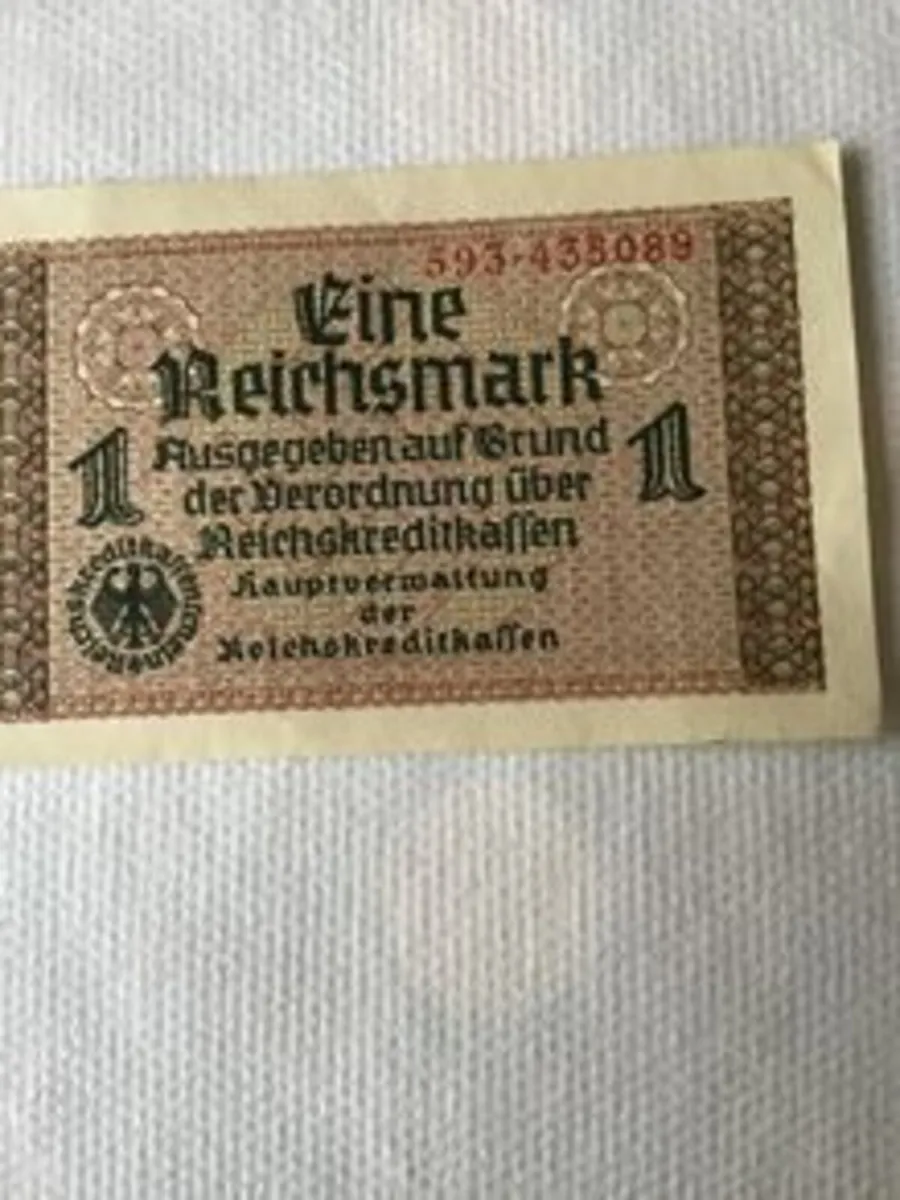 593·435089
Eine
Reichsmark
1 Ausgegeben auf Grund 1
der Verordnung über
Reichskreditkassen
Hauptverwaltung
der
Reichskreditkassen